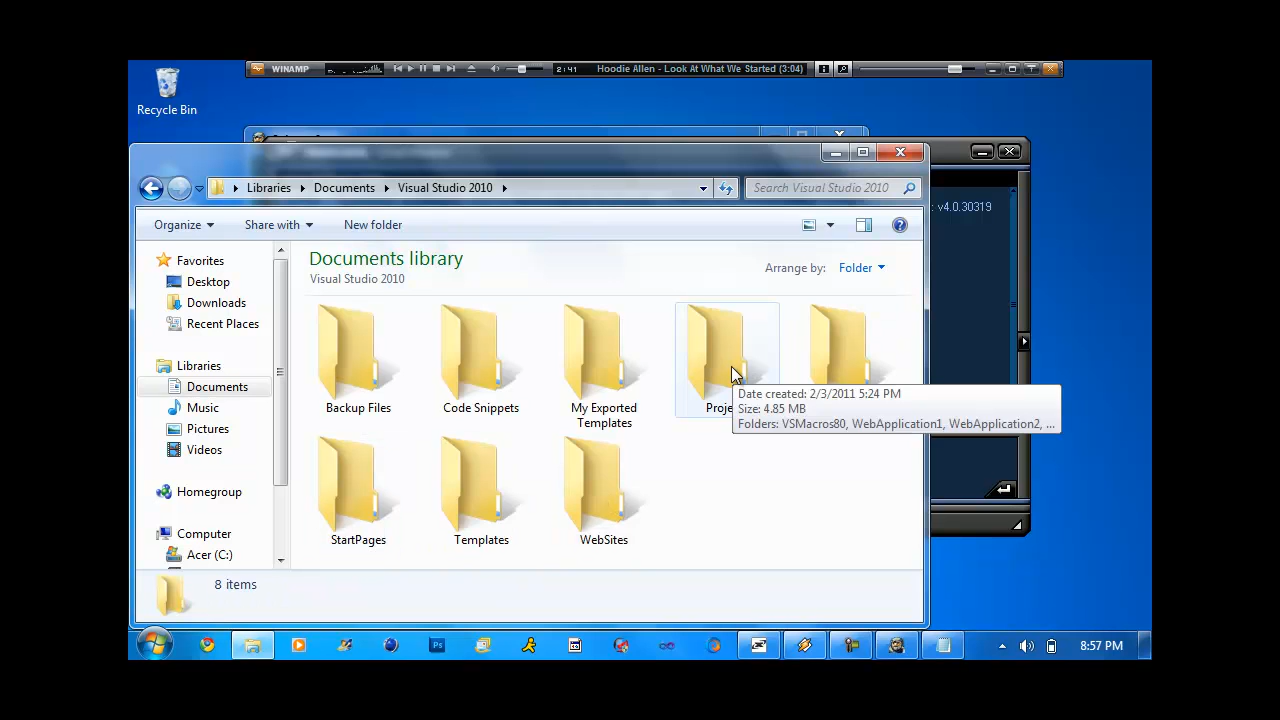 Recycle Bin
WINAMP
2:41
Hoodie Allen - Look At What We Started (3:04)
Libraries
Documents
Visual Studio 2010
Search Visual Studio 2010
: v4.0.30319
Organize
Share with
New folder
Documents library
Visual Studio 2010
Arrange by:
Folder
Favorites
Desktop
Downloads
Recent Places
Libraries
Documents
Music
Pictures
Videos
Homegroup
Computer
Acer (C:)
Backup Files
Code Snippets
My Exported
Templates
Proje
Date created: 2/3/2011 5:24 PM
Size: 4.85 MB
Folders: VSMacros80, WebApplication1, WebApplication2, ...
StartPages
Templates
WebSites
8 items
Ps
8:57 PM